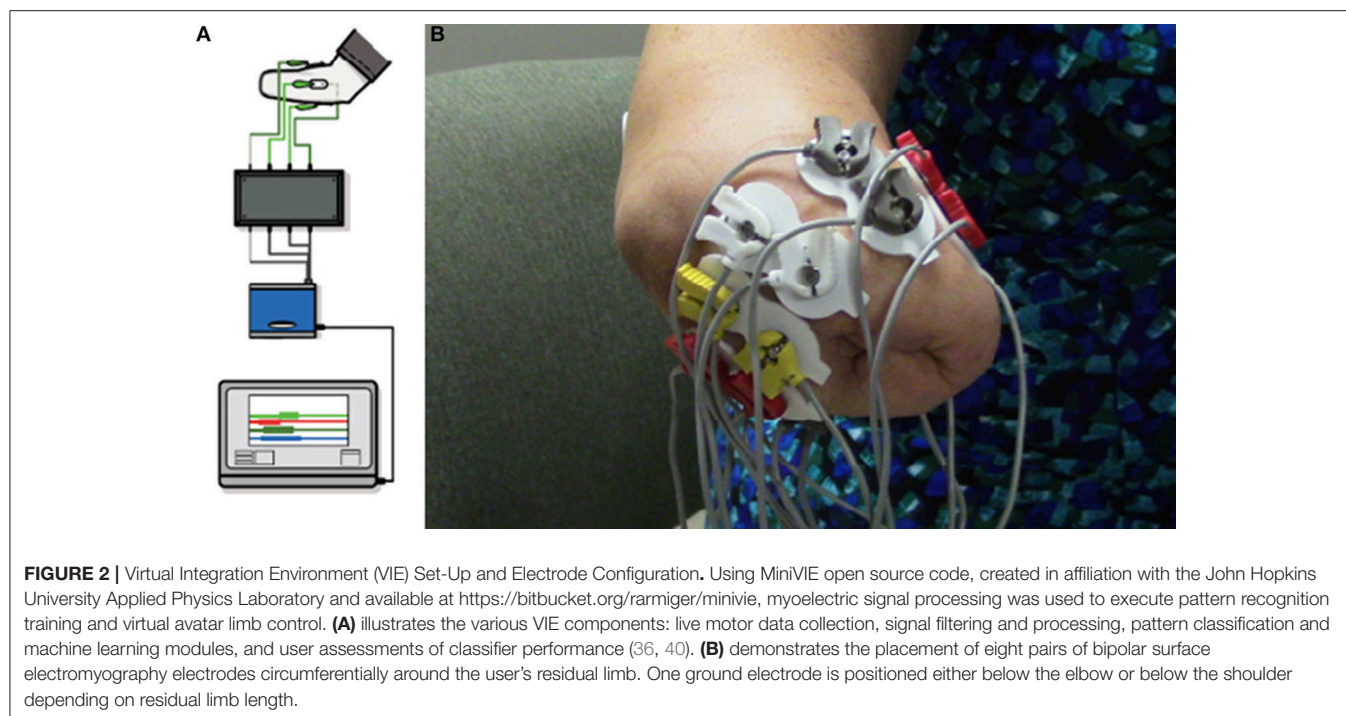 A
B
FIGURE 2 | Virtual Integration Environment (VIE) Set-Up and Electrode Configuration. Using MiniVIE open source code, created in affiliation with the John Hopkins
University Applied Physics Laboratory and available at https://bitbucket.org/rarmiger/minivie, myoelectric signal processing was used to execute pattern recognition
training and virtual avatar limb control. (A) illustrates the various VIE components: live motor data collection, signal filtering and processing, pattern classification and
machine learning modules, and user assessments of classifier performance (36, 40). (B) demonstrates the placement of eight pairs of bipolar surface
electromyography electrodes circumferentially around the user's residual limb. One ground electrode is positioned either below the elbow or below the shoulder
depending on residual limb length.